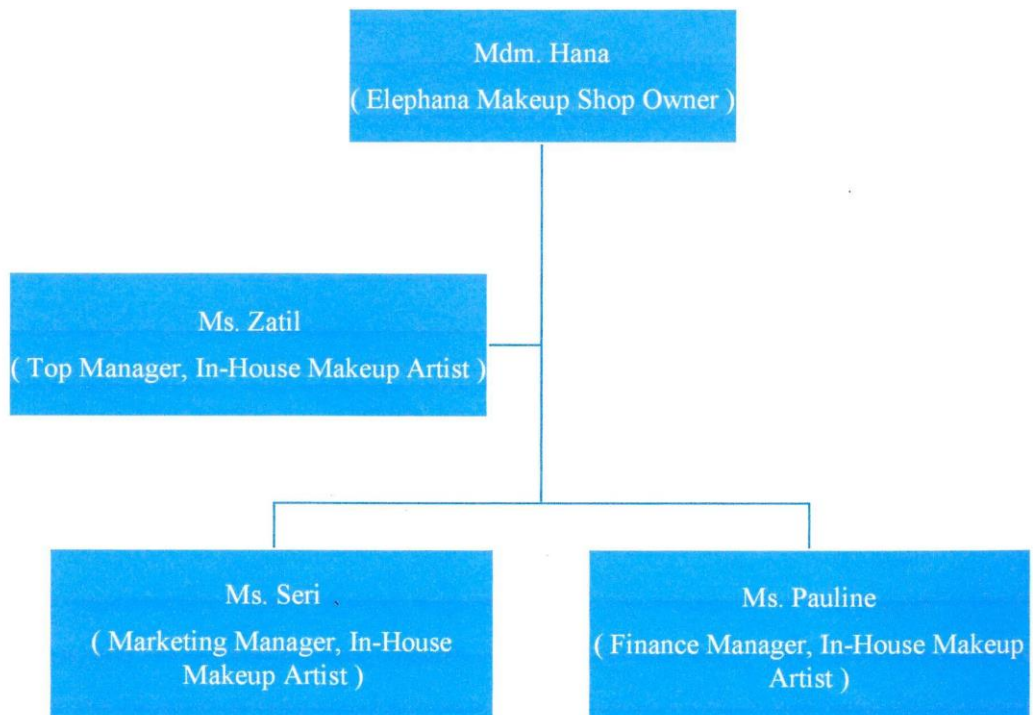 Mdm. Hana
( Elephana Makeup Shop Owner )
Ms. Zatil
( Top Manager, In-House Makeup Artist )
Ms. Seri
( Marketing Manager, In-House
Makeup Artist )
Ms. Pauline
( Finance Manager, In-House Makeup
Artist )